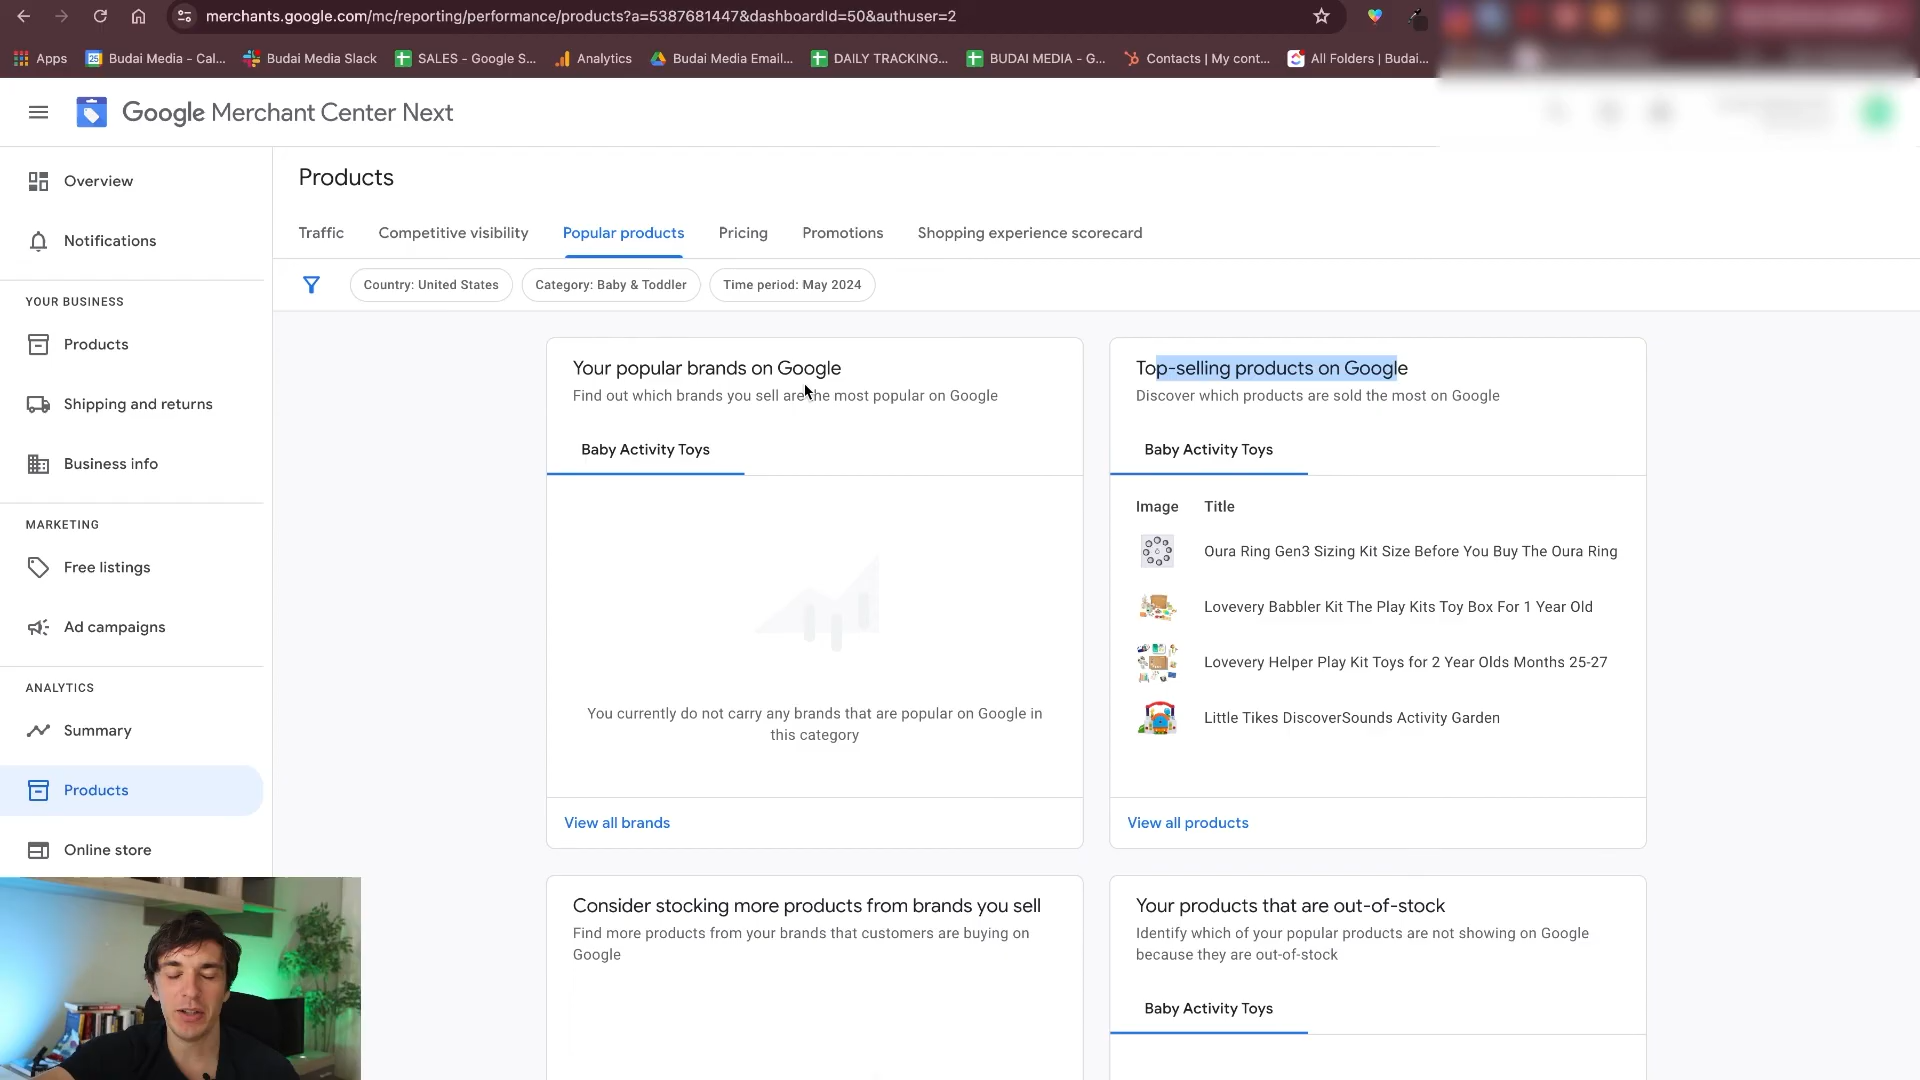 merchants.google.com/mc/reporting/performance/products?a=5387681447&dashboardId=50&authuser=2
Apps
Budai Media - Cal...
Budai Media Slack
SALES - Google S...
Analytics
Budai Media Email...
DAILY TRACKING...
BUDAI MEDIA - G...
Contacts | My cont...
All Folders | Budai...
Google Merchant Center Next
Overview
Notifications
YOUR BUSINESS
Products
Shipping and returns
Business info
MARKETING
Free listings
Ad campaigns
ANALYTICS
Summary
Products
Online store
Products
Traffic
Competitive visibility
Popular products
Pricing
Promotions
Shopping experience scorecard
Country: United States
Category: Baby & Toddler
Time period: May 2024
Your popular brands on Google
Find out which brands you sell are the most popular on Google
Baby Activity Toys
You currently do not carry any brands that are popular on Google in
this category
View all brands
Top-selling products on Google
Discover which products are sold the most on Google
Baby Activity Toys
Image Title
Oura Ring Gen3 Sizing Kit Size Before You Buy The Oura Ring
Lovevery Babbler Kit The Play Kits Toy Box For 1 Year Old
Lovevery Helper Play Kit Toys for 2 Year Olds Months 25-27
Little Tikes DiscoverSounds Activity Garden
View all products
Consider stocking more products from brands you sell
Find more products from your brands that customers are buying on
Google
Your products that are out-of-stock
Identify which of your popular products are not showing on Google
because they are out-of-stock
Baby Activity Toys